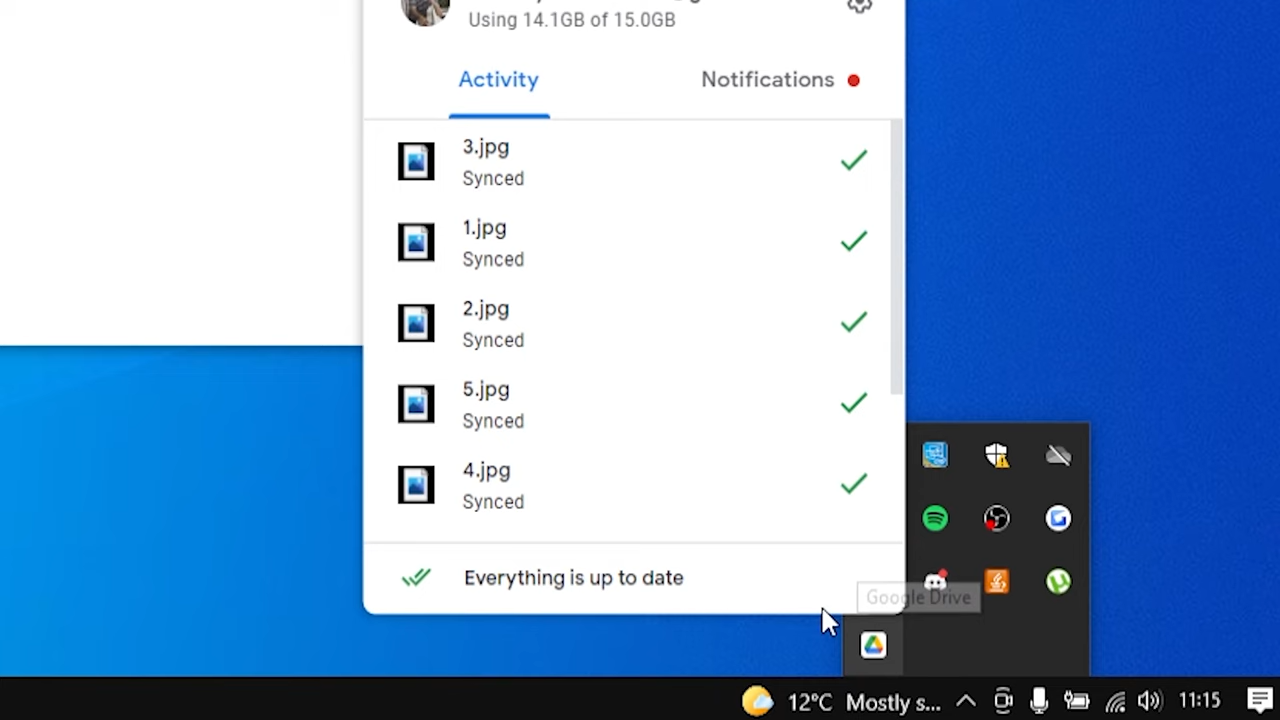 Using 14.1GB of 15.0GB
Activity
Notifications
3.jpg
Synced
1.jpg
Synced
2.jpg
Synced
5.jpg
Synced
4.jpg
Synced
Everything is up to date
Google Drive
12°C Mostly s...
11:15